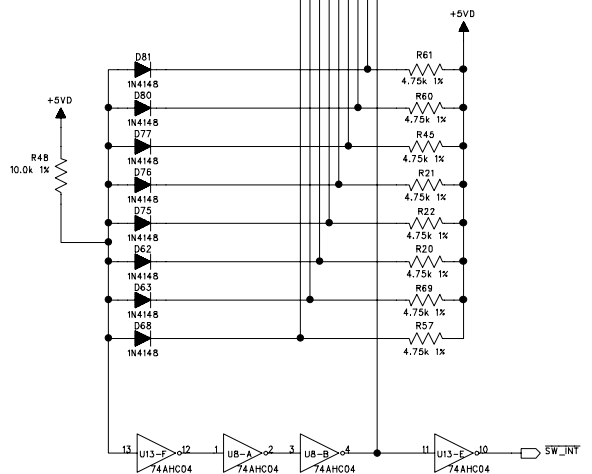 +5VD
D81
R61
1N4148
4.75k 1%
D80
R60
+5VD
1N4148
4.75k 1%
D77
R45
R48
1N4148
4.75k 1%
10.0k 1%
D76
R21
1N4148
4.75k 1%
D75
R22
1N4148
4.75k 1%
D62
R20
1N4148
4.75k 1%
D63
R69
1N4148
4.75k 1%
D68
R57
1N4148
4.75k 1%
13 U13-F 12
1 U8-A 2
3 U8-B 4
11 U13-E 10
SW_INT
74AHC04
74AHC04
74AHC04
74AHC04